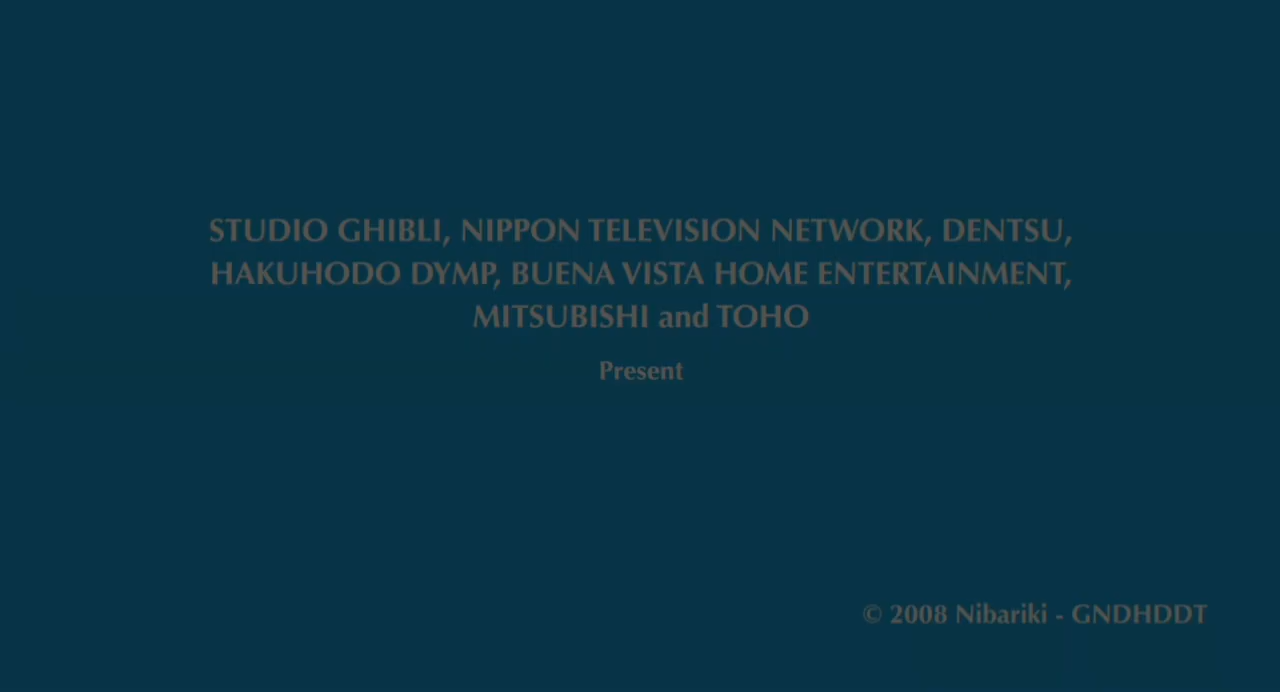 STUDIO GHIBLI, NIPPON TELEVISION NETWORK, DENTSU,
HAKUHODO DYMP, BUENA VISTA HOME ENTERTAINMENT,
MITSUBISHI and TOHO
Present
© 2008 Nibariki - GNDHDDT